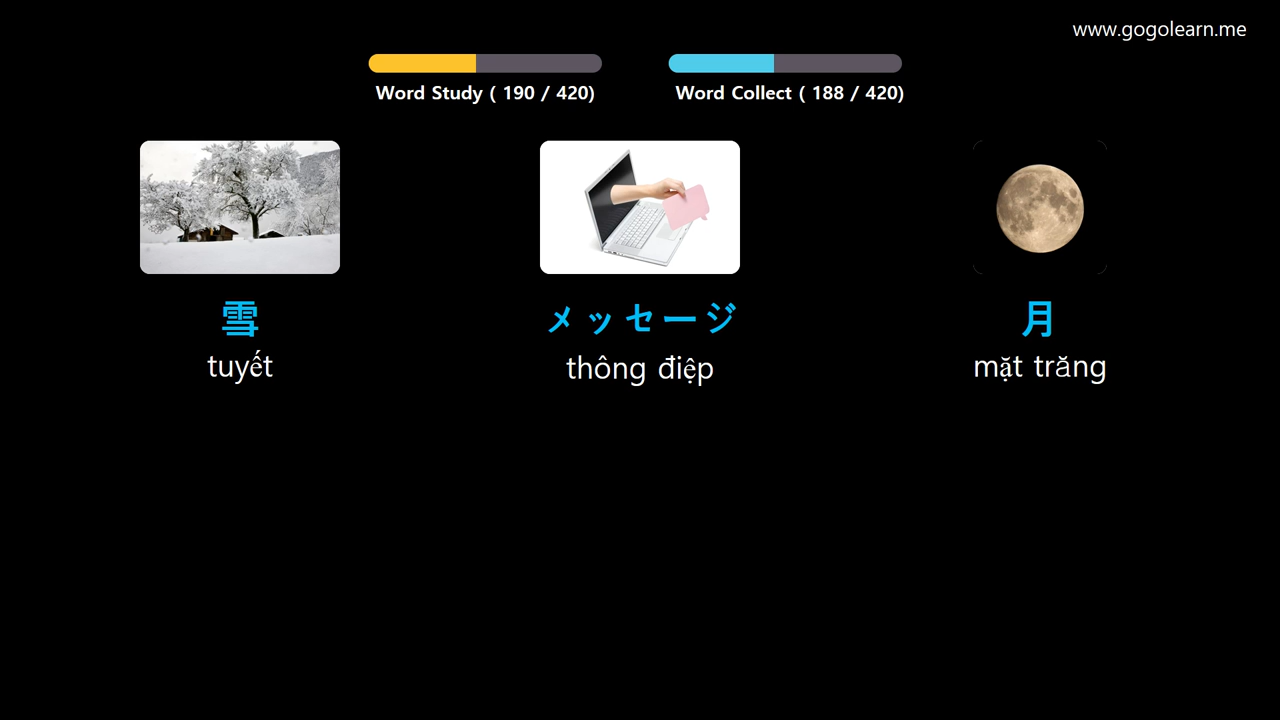 www.gogolearn.me
Word Study ( 190 / 420)
Word Collect ( 188 / 420)
雪
tuyết
メッセージ
thông điệp
月
mặt trăng